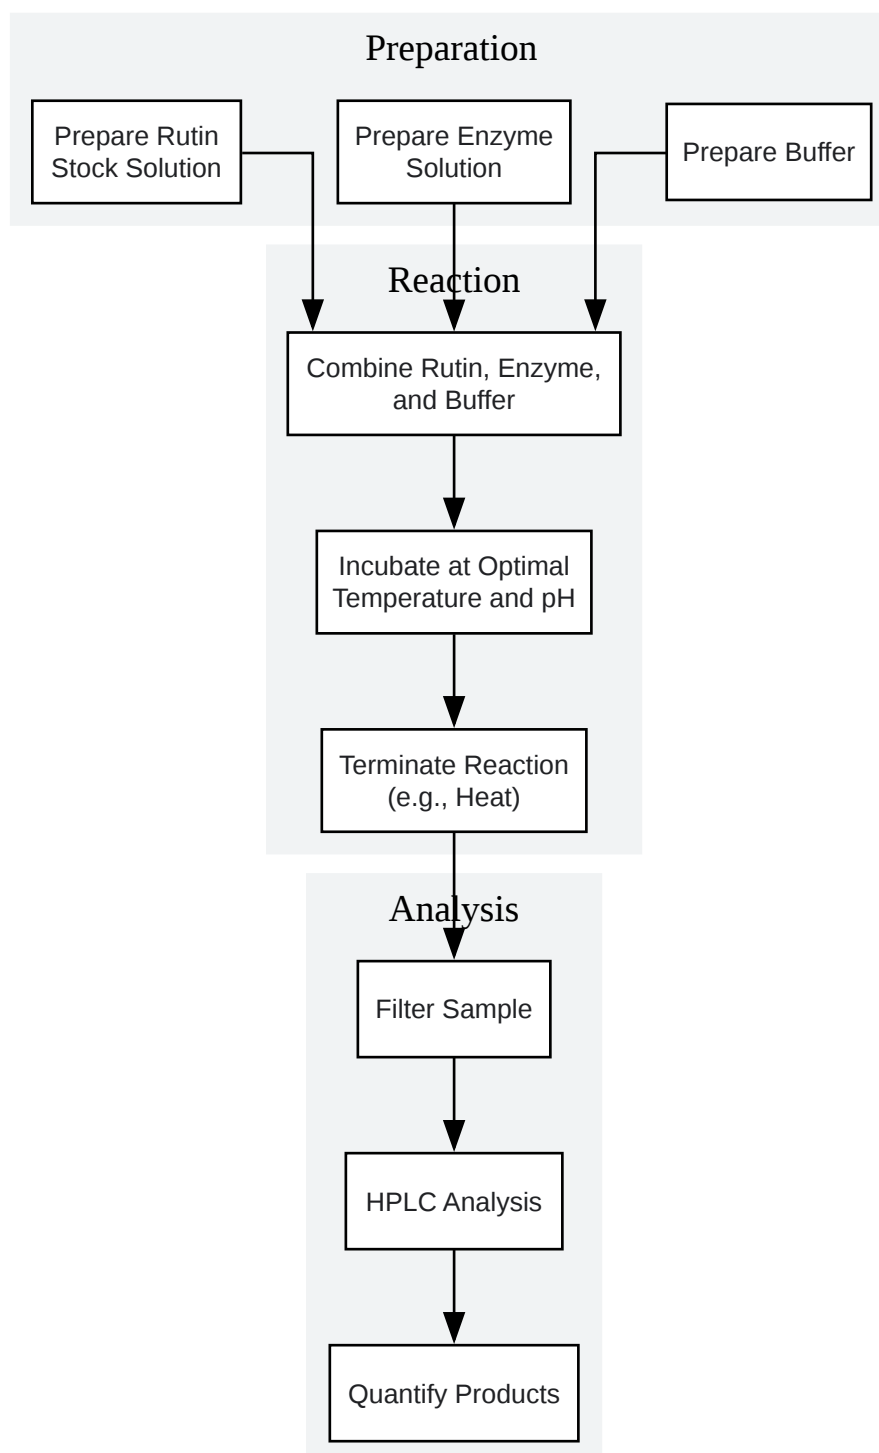 Preparation
Prepare Rutin
Stock Solution
Prepare Enzyme
Solution
Prepare Buffer
Reaction
Combine Rutin, Enzyme,
and Buffer
Incubate at Optimal
Temperature and pH
Terminate Reaction
(e.g., Heat)
Analysis
Filter Sample
HPLC Analysis
Quantify Products